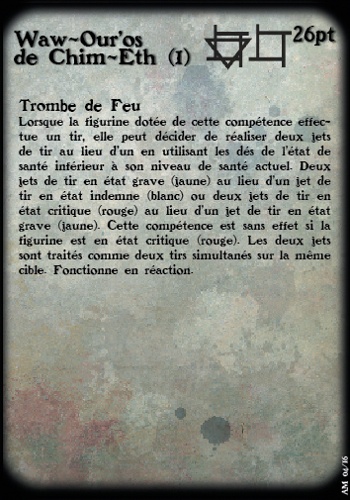 Waw~Our'os
de Chim~Eth (1)
26pt
Trombe de Feu
Lorsque la figurine dotée de cette compétence effec-
tue un tir, elle peut décider de réaliser deux jets
de tir au lieu d'un en utilisant les dés de l'état de
santé inférieur à son niveau de santé actuel. Deux
jets de tir en état grave (jaune) au lieu d'un jet de
tir en état indemne (blanc) ou deux jets de tir en
état critique (rouge) au lieu d'un jet de tir en état
grave (jaune). Cette compétence est sans effet si la
figurine est en état critique (rouge). Les deux jets
sont traités comme deux tirs simultanés sur la même
cible. Fonctionne en réaction.
AM 04/16